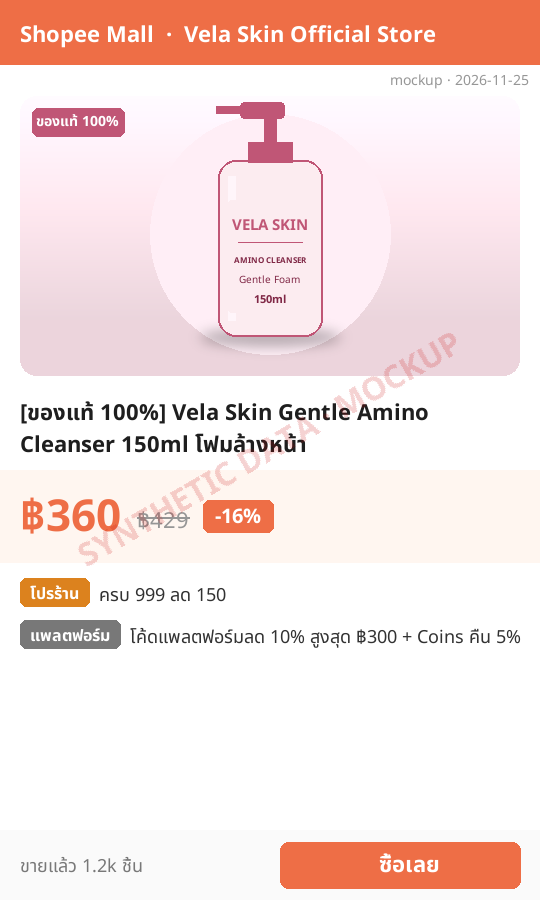 Shopee Mall · Vela Skin Official Store
mockup · 2026-11-25
ของแท้ 100%
VELA SKIN
AMINO CLEANSER
Gentle Foam
150ml
[ของแท้ 100%] Vela Skin Gentle Amino
Cleanser 150ml โฟมล้างหน้า
SYNTHETIC DATA · MOCKUP
฿360 ฿429 -16%
โปรร้าน ครบ 999 ลด 150
แพลตฟอร์ม โค้ดแพลตฟอร์มลด 10% สูงสุด ฿300 + Coins คืน 5%
ขายแล้ว 1.2k ชิ้น ซื้อเลย